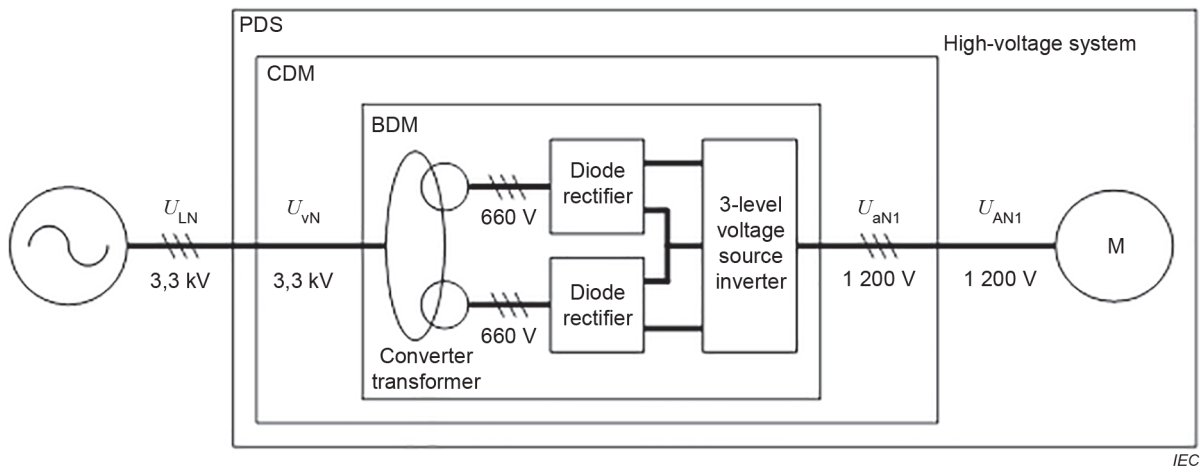 PDS
High-voltage system
CDM
BDM
U_LN
3,3 kV
U_vN
3,3 kV
660 V
660 V
Converter
transformer
Diode
rectifier
Diode
rectifier
3-level
voltage
source
inverter
U_aN1
1 200 V
U_AN1
1 200 V
M
IEC